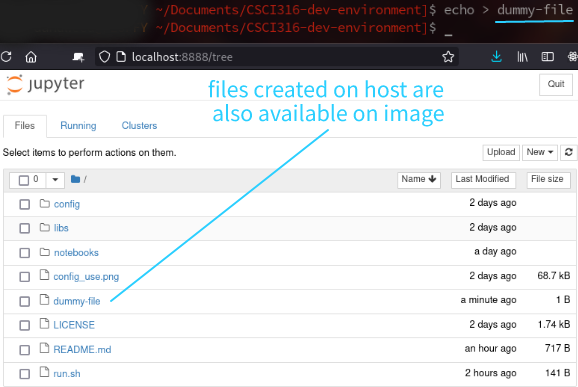 Y ~/Documents/CSCI316-dev-environment]$ echo > dummy-file
Y ~/Documents/CSCI316-dev-environment]$ _
localhost:8888/tree
jupyter
Quit
files created on host are
also available on image
Files Running Clusters
Select items to perform actions on them.
Upload New
0 / Name Last Modified File size
config 2 days ago
libs 2 days ago
notebooks a day ago
config_use.png 2 days ago 68.7 kB
dummy-file a minute ago 1 B
LICENSE 2 days ago 1.74 kB
README.md an hour ago 717 B
run.sh 2 hours ago 141 B